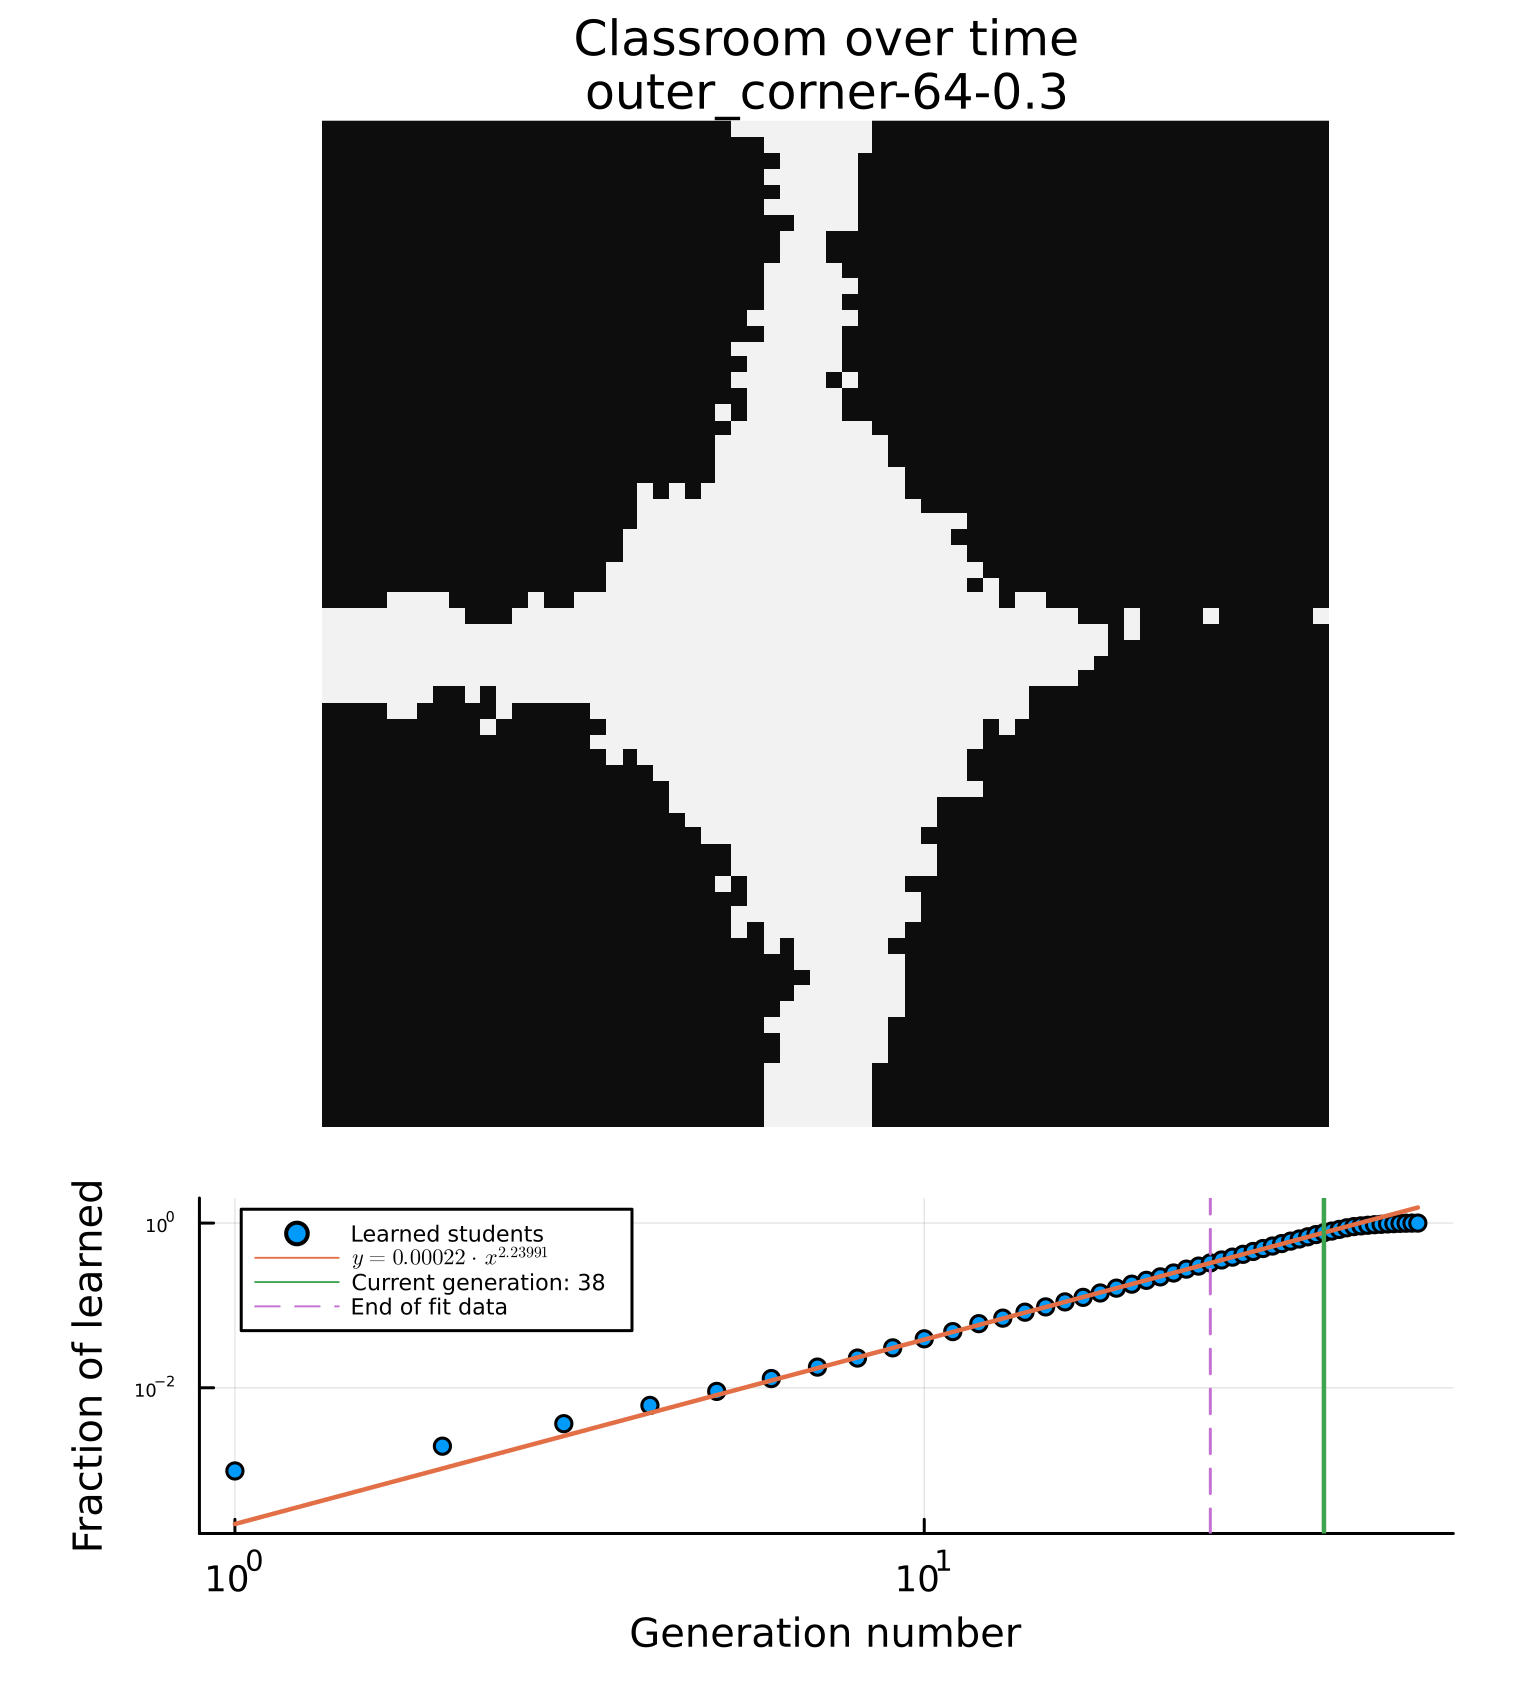 Classroom over time
outer_corner-64-0.3
Fraction of learned
10^0
10^-2
Learned students
y = 0.00022 · x^2.23991
Current generation: 38
End of fit data
10^0
10^1
Generation number